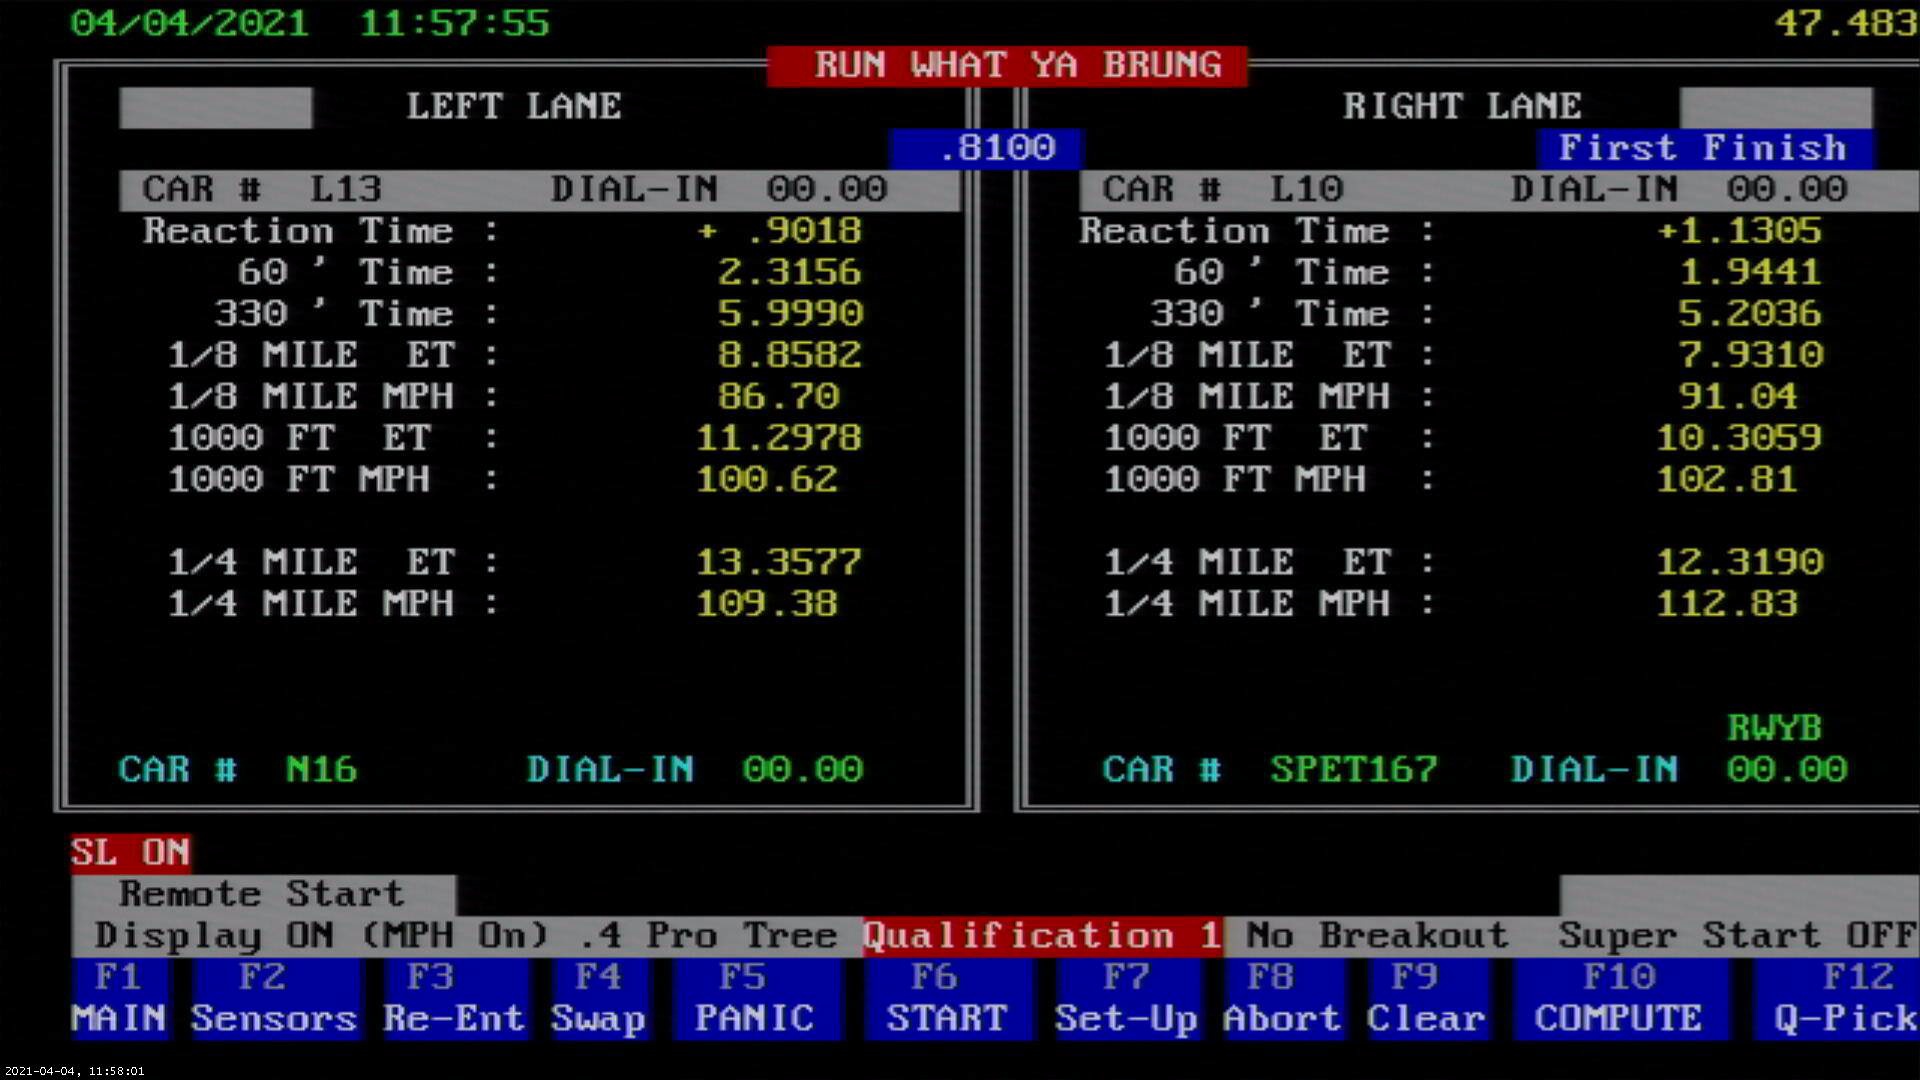 04/04/2021 11:57:55 47.483
RUN WHAT YA BRUNG
LEFT LANE RIGHT LANE
.8100 First Finish
CAR # L13 DIAL-IN 00.00 CAR # L10 DIAL-IN 00.00
Reaction Time : + .9018 Reaction Time : +1.1305
60 ' Time : 2.3156 60 ' Time : 1.9441
330 ' Time : 5.9990 330 ' Time : 5.2036
1/8 MILE ET : 8.8582 1/8 MILE ET : 7.9310
1/8 MILE MPH : 86.70 1/8 MILE MPH : 91.04
1000 FT ET : 11.2978 1000 FT ET : 10.3059
1000 FT MPH : 100.62 1000 FT MPH : 102.81
1/4 MILE ET : 13.3577 1/4 MILE ET : 12.3190
1/4 MILE MPH : 109.38 1/4 MILE MPH : 112.83
RWYB
CAR # N16 DIAL-IN 00.00 CAR # SPET167 DIAL-IN 00.00
SL ON
Remote Start
Display ON (MPH On) .4 Pro Tree Qualification 1 No Breakout Super Start OFF
F1 F2 F3 F4 F5 F6 F7 F8 F9 F10 F12
MAIN Sensors Re-Ent Swap PANIC START Set-Up Abort Clear COMPUTE Q-Pick
2021-04-04, 11:58:01